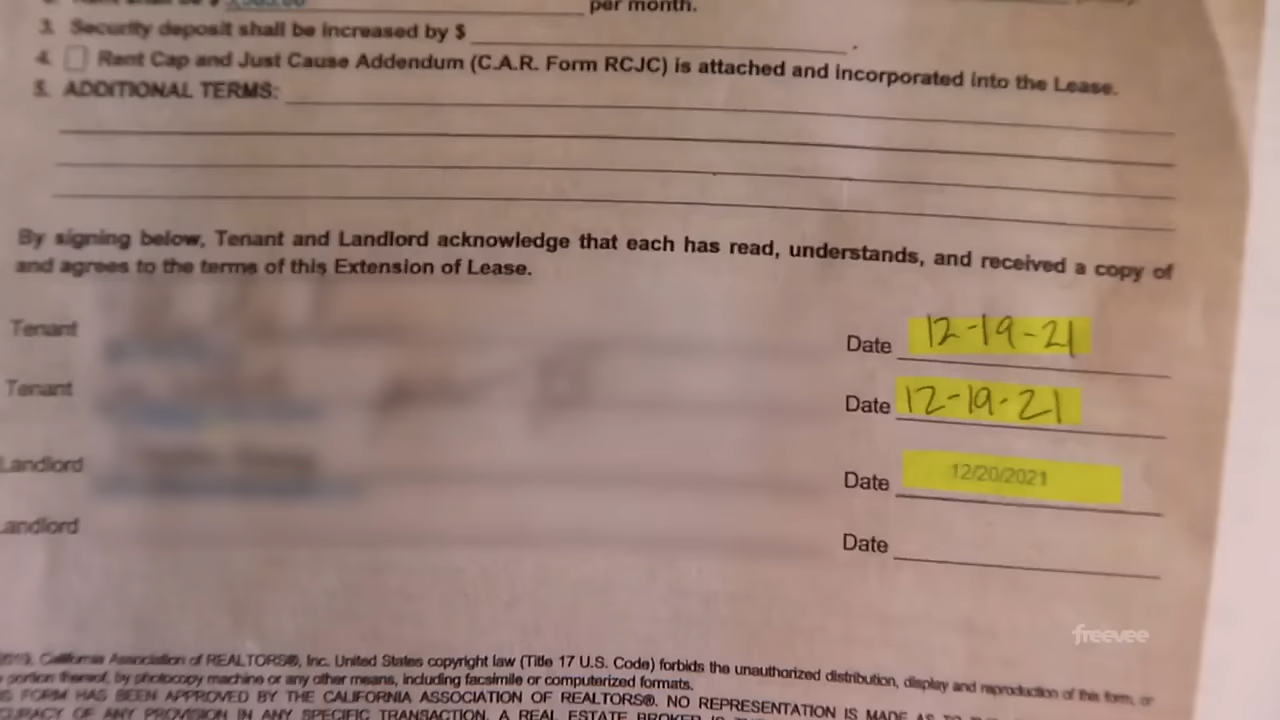 per month.
3. Security deposit shall be increased by $ .
4. Rent Cap and Just Cause Addendum (C.A.R. Form RCJC) is attached and incorporated into the Lease.
5. ADDITIONAL TERMS:
By signing below, Tenant and Landlord acknowledge that each has read, understands, and received a copy of
and agrees to the terms of this Extension of Lease.
Tenant Date 12-19-21
Tenant Date 12-19-21
Landlord Date 12/20/2021
Landlord Date
freevee
California Association of REALTORS®, Inc. United States copyright law (Title 17 U.S. Code) forbids the unauthorized distribution, display and reproduction of this form, or
portion thereof, by photocopy machine or any other means, including facsimile or computerized formats.
FORM HAS BEEN APPROVED BY THE CALIFORNIA ASSOCIATION OF REALTORS®. NO REPRESENTATION IS MADE AS TO
OF ANY PROVISION IN ANY SPECIFIC TRANSACTION. A REAL ESTATE BROKER IS